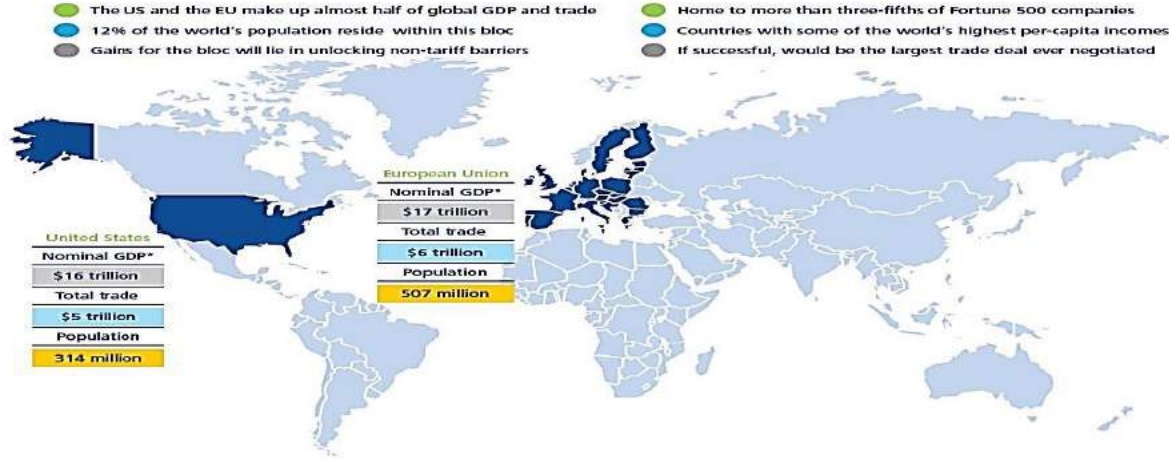 The US and the EU make up almost half of global GDP and trade
12% of the world's population reside within this bloc
Gains for the bloc will lie in unlocking non-tariff barriers
Home to more than three-fifths of Fortune 500 companies
Countries with some of the world's highest per-capita incomes
If successful, would be the largest trade deal ever negotiated
European Union
Nominal GDP*
$17 trillion
Total trade
$6 trillion
Population
507 million
United States
Nominal GDP*
$16 trillion
Total trade
$5 trillion
Population
314 million